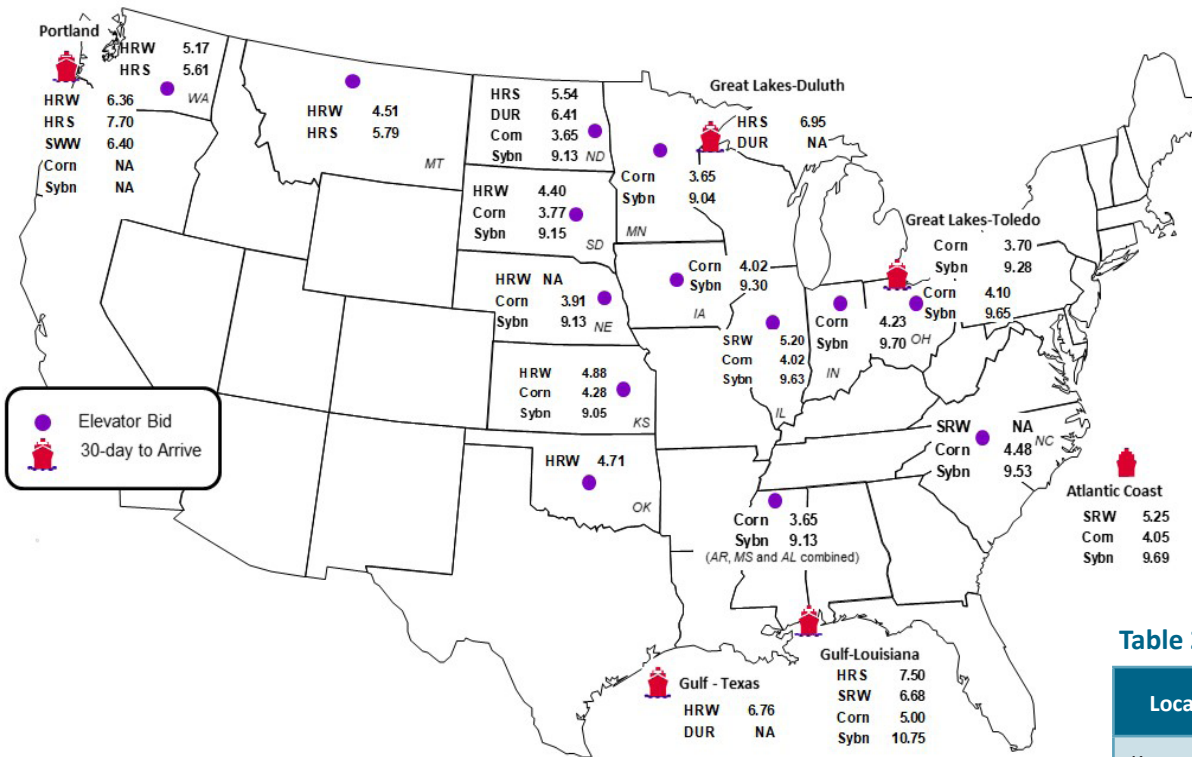 Portland
HRW 5.17
HRS 5.61
WA
HRW 6.36
HRS 7.70
SWW 6.40
Corn NA
Sybn NA
HRW 4.51
HRS 5.79
MT
HRS 5.54
DUR 6.41
Corn 3.65
Sybn 9.13 ND
HRW 4.40
Corn 3.77
Sybn 9.15
SD
HRW NA
Corn 3.91
Sybn 9.13 NE
HRW 4.88
Corn 4.28
Sybn 9.05
KS
HRW 4.71
OK
Great Lakes-Duluth
HRS 6.95
DUR NA
Corn 3.65
Sybn 9.04
MN
Corn 4.02
Sybn 9.30
IA
SRW 5.20
Corn 4.02
Sybn 9.63
IL
Great Lakes-Toledo
Corn 3.70
Sybn 9.28
Corn 4.10
Sybn 9.65
OH
Corn 4.23
Sybn 9.70
IN
SRW NA
NC
Corn 4.48
Sybn 9.53
Atlantic Coast
SRW 5.25
Corn 4.05
Sybn 9.69
Corn 3.65
Sybn 9.13
(AR, MS and AL combined)
Gulf-Louisiana
HRS 7.50
SRW 6.68
Corn 5.00
Sybn 10.75
Gulf - Texas
HRW 6.76
DUR NA
Elevator Bid
30-day to Arrive
Table
Loca